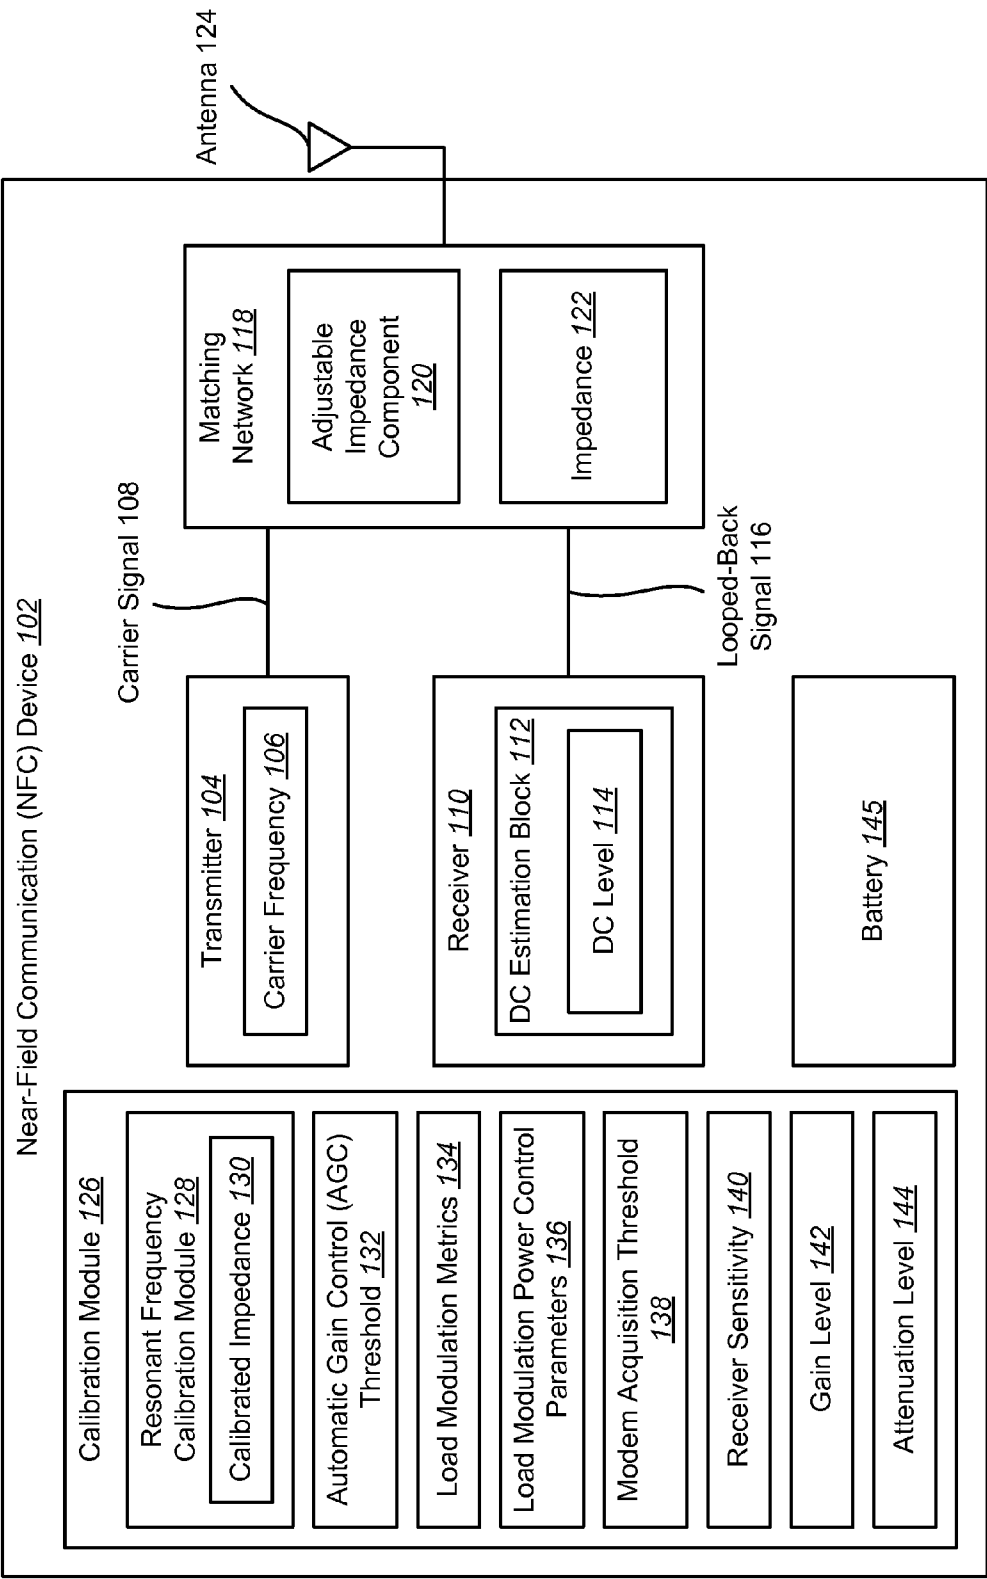 Near-Field Communication (NFC) Device 102
Calibration Module 126
Resonant Frequency
Calibration Module 128
Calibrated Impedance 130
Automatic Gain Control (AGC)
Threshold 132
Load Modulation Metrics 134
Load Modulation Power Control
Parameters 136
Modem Acquisition Threshold
138
Receiver Sensitivity 140
Gain Level 142
Attenuation Level 144
Transmitter 104
Carrier Frequency 106
Receiver 110
DC Estimation Block 112
DC Level 114
Battery 145
Carrier Signal 108
Looped-Back
Signal 116
Matching
Network 118
Adjustable
Impedance
Component
120
Impedance 122
Antenna 124